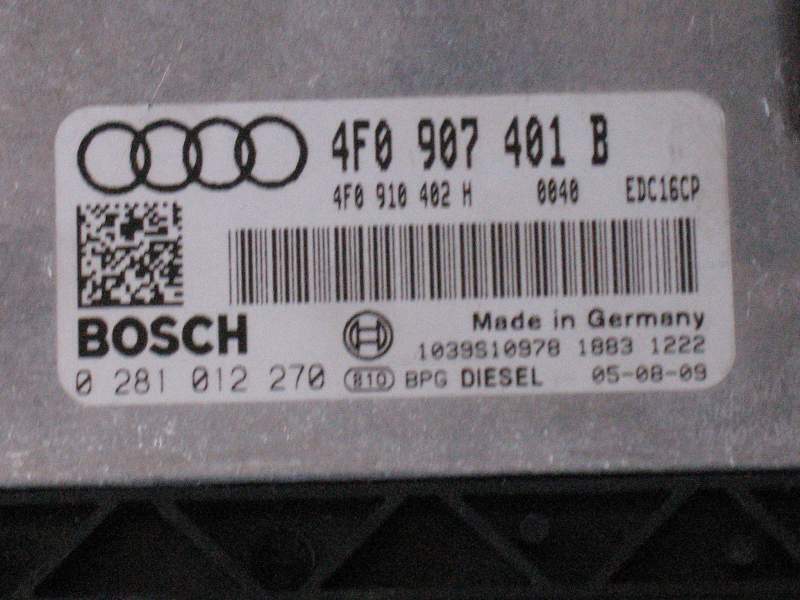 4F0 907 401 B
4F0 910 402 H 0040 EDC16CP
BOSCH
Made in Germany
1039S10978 1883 1222
0 281 012 270 B10 BPG DIESEL 05-08-09